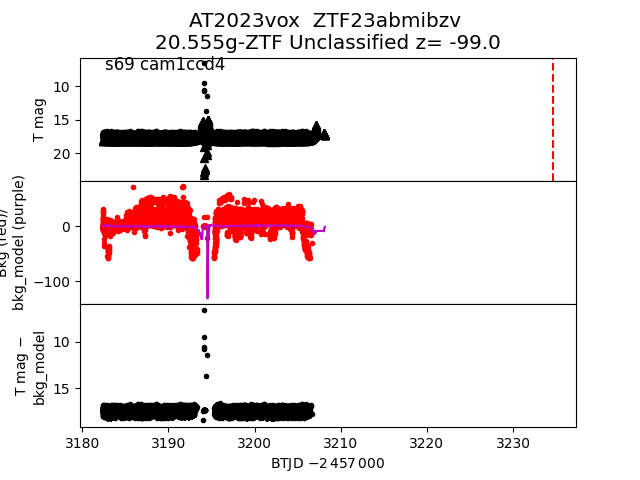 AT2023vox  ZTF23abmibzv
20.555g-ZTF Unclassified z= -99.0
s69 cam1ccd4
T mag
10
15
20
Bkg (red)/
bkg_model (purple)
0
−100
T mag −
bkg_model
10
15
3180 3190 3200 3210 3220 3230
BTJD −2 457 000